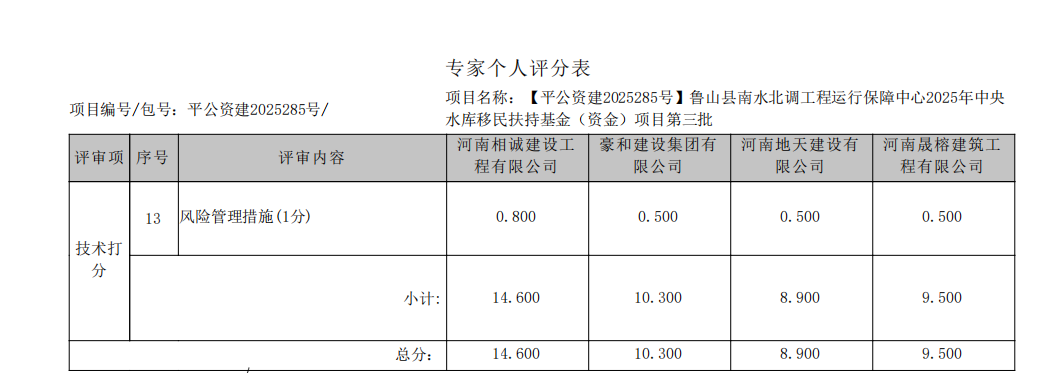 专家个人评分表
项目编号/包号：平公资建2025285号/
项目名称：【平公资建2025285号】鲁山县南水北调工程运行保障中心2025年中央
水库移民扶持基金（资金）项目第三批
评审项 序号 评审内容 河南相诚建设工 豪和建设集团有 河南地天建设有 河南晟榕建筑工
程有限公司 限公司 限公司 程有限公司
13 风险管理措施(1分) 0.800 0.500 0.500 0.500
技术打
分
小计: 14.600 10.300 8.900 9.500
总分: 14.600 10.300 8.900 9.500